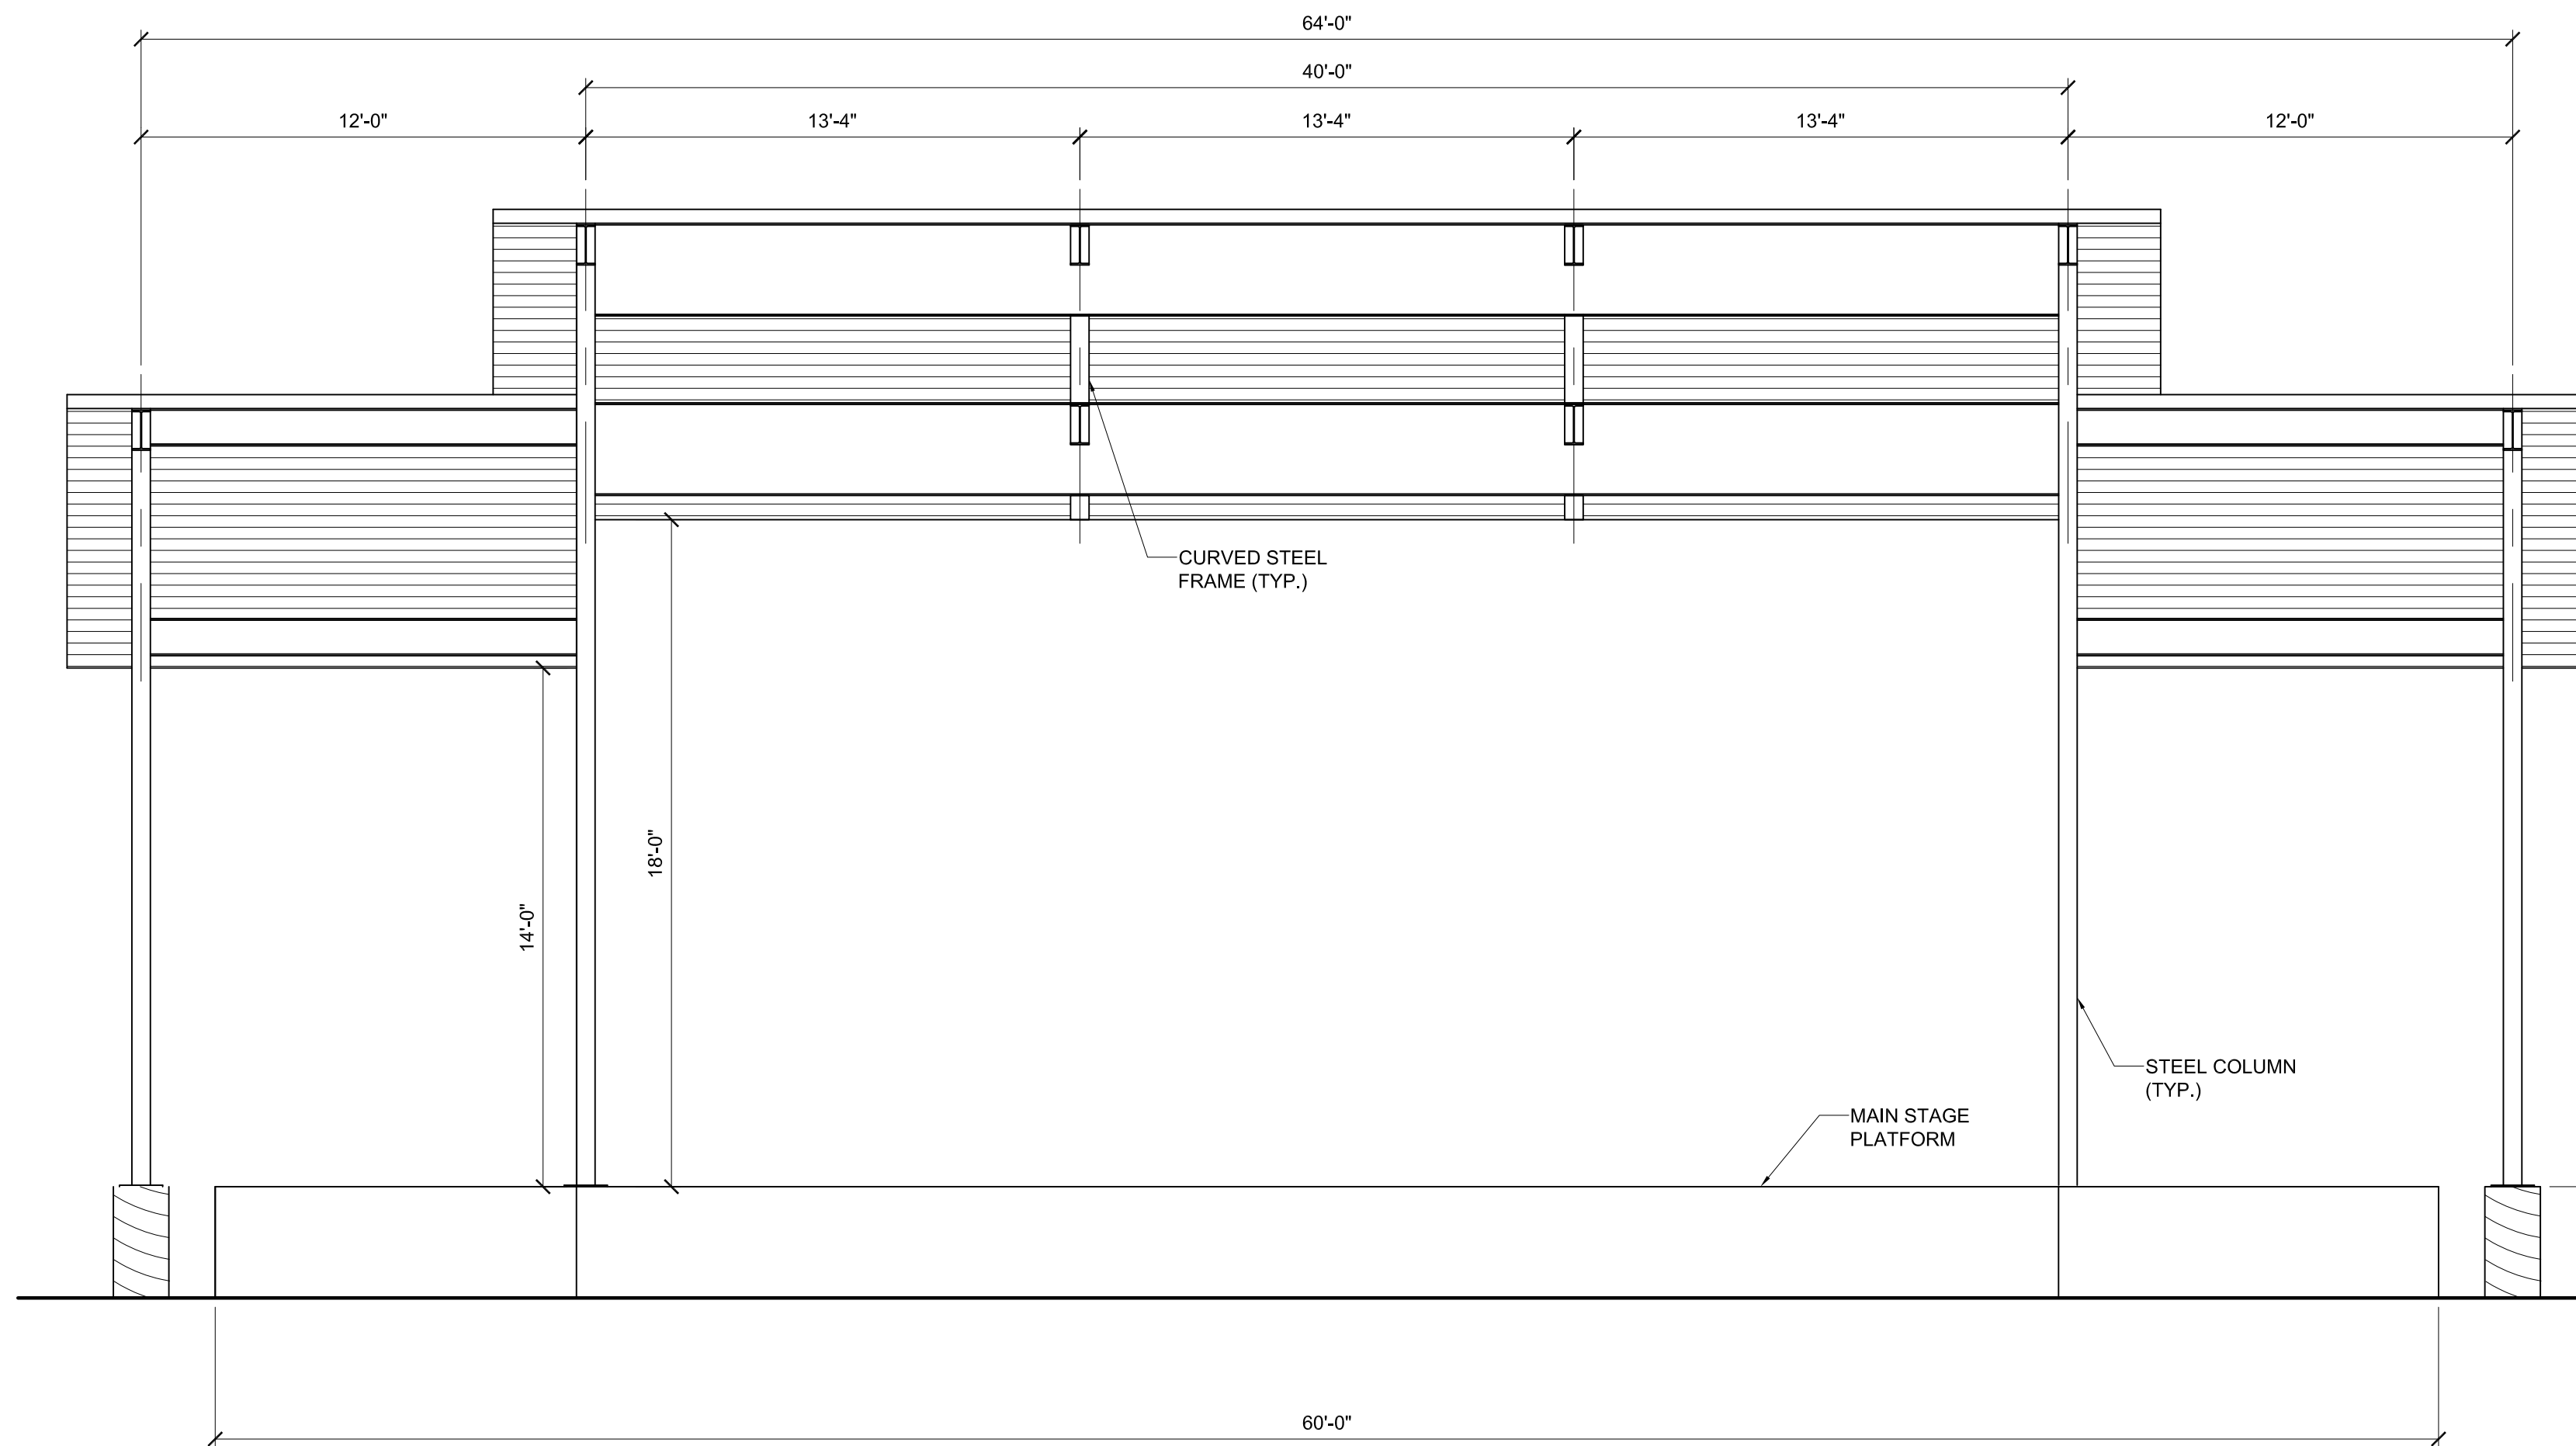 64'-0"
40'-0"
12'-0"
13'-4"
13'-4"
13'-4"
12'-0"
CURVED STEEL
FRAME (TYP.)
18'-0"
14'-0"
STEEL COLUMN
(TYP.)
MAIN STAGE
PLATFORM
60'-0"